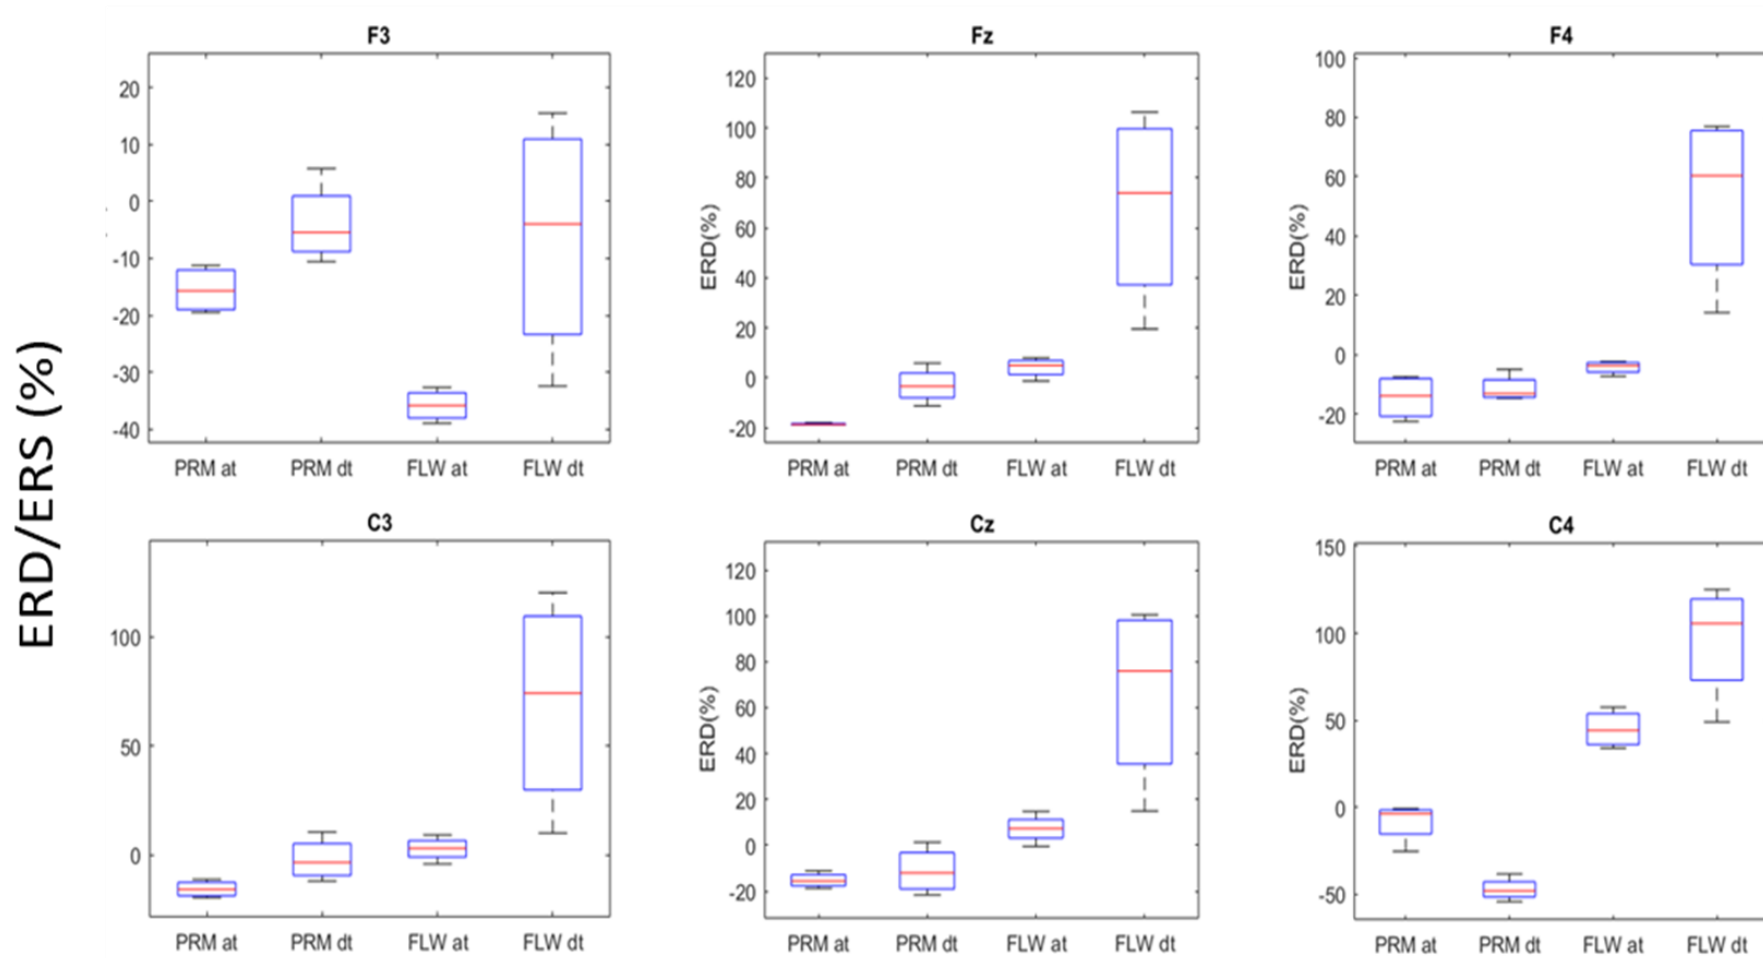 ERD/ERS (%)
F3
20
10
0
-10
-20
-30
-40
PRM at PRM dt FLW at FLW dt
Fz
ERD(%)
120
100
80
60
40
20
0
-20
PRM at PRM dt FLW at FLW dt
F4
ERD(%)
100
80
60
40
20
0
-20
PRM at PRM dt FLW at FLW dt
C3
100
50
0
PRM at PRM dt FLW at FLW dt
Cz
ERD(%)
120
100
80
60
40
20
0
-20
PRM at PRM dt FLW at FLW dt
C4
ERD(%)
150
100
50
0
-50
PRM at PRM dt FLW at FLW dt